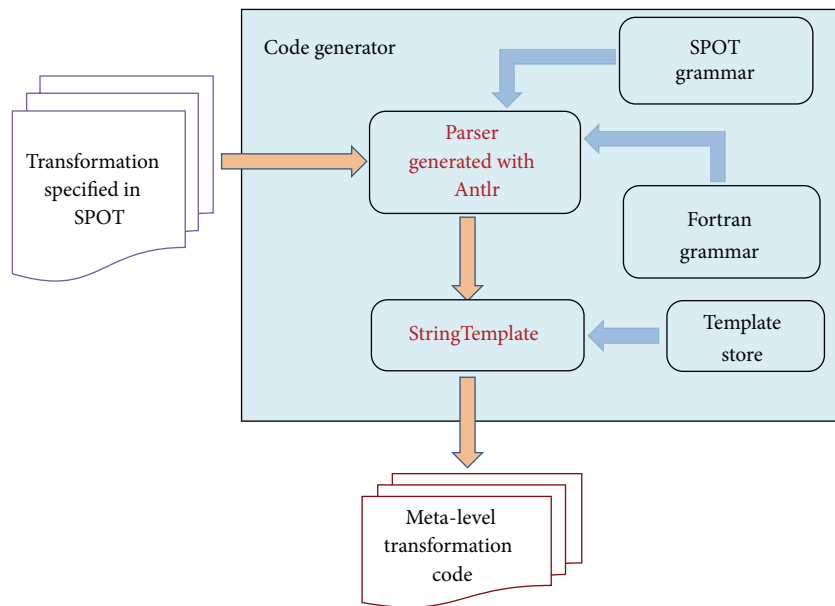 Code generator
SPOT
grammar
Transformation
specified in
SPOT
Parser
generated with
Antlr
Fortran
grammar
StringTemplate
Template
store
Meta-level
transformation
code